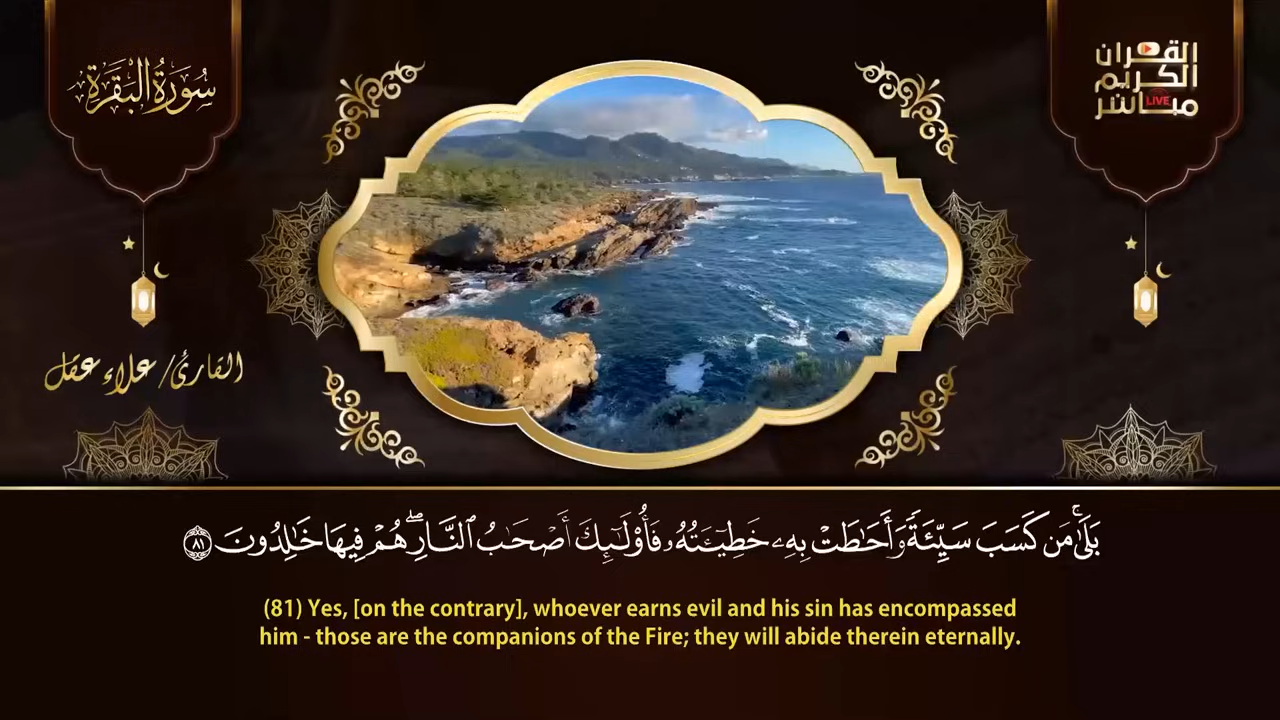 سُورَةُ البَقَرَةِ
القرآن
الكريم
مباشر
LIVE
القارئ/ علاء عقل
بَلَىٰۚ مَن كَسَبَ سَيِّئَةً وَأَحَٰطَتْ بِهِۦ خَطِيٓـَٔتُهُۥ فَأُو۟لَٰٓئِكَ أَصْحَٰبُ ٱلنَّارِۖ هُمْ فِيهَا خَٰلِدُونَ ٨١
(81) Yes, [on the contrary], whoever earns evil and his sin has encompassed
him - those are the companions of the Fire; they will abide therein eternally.